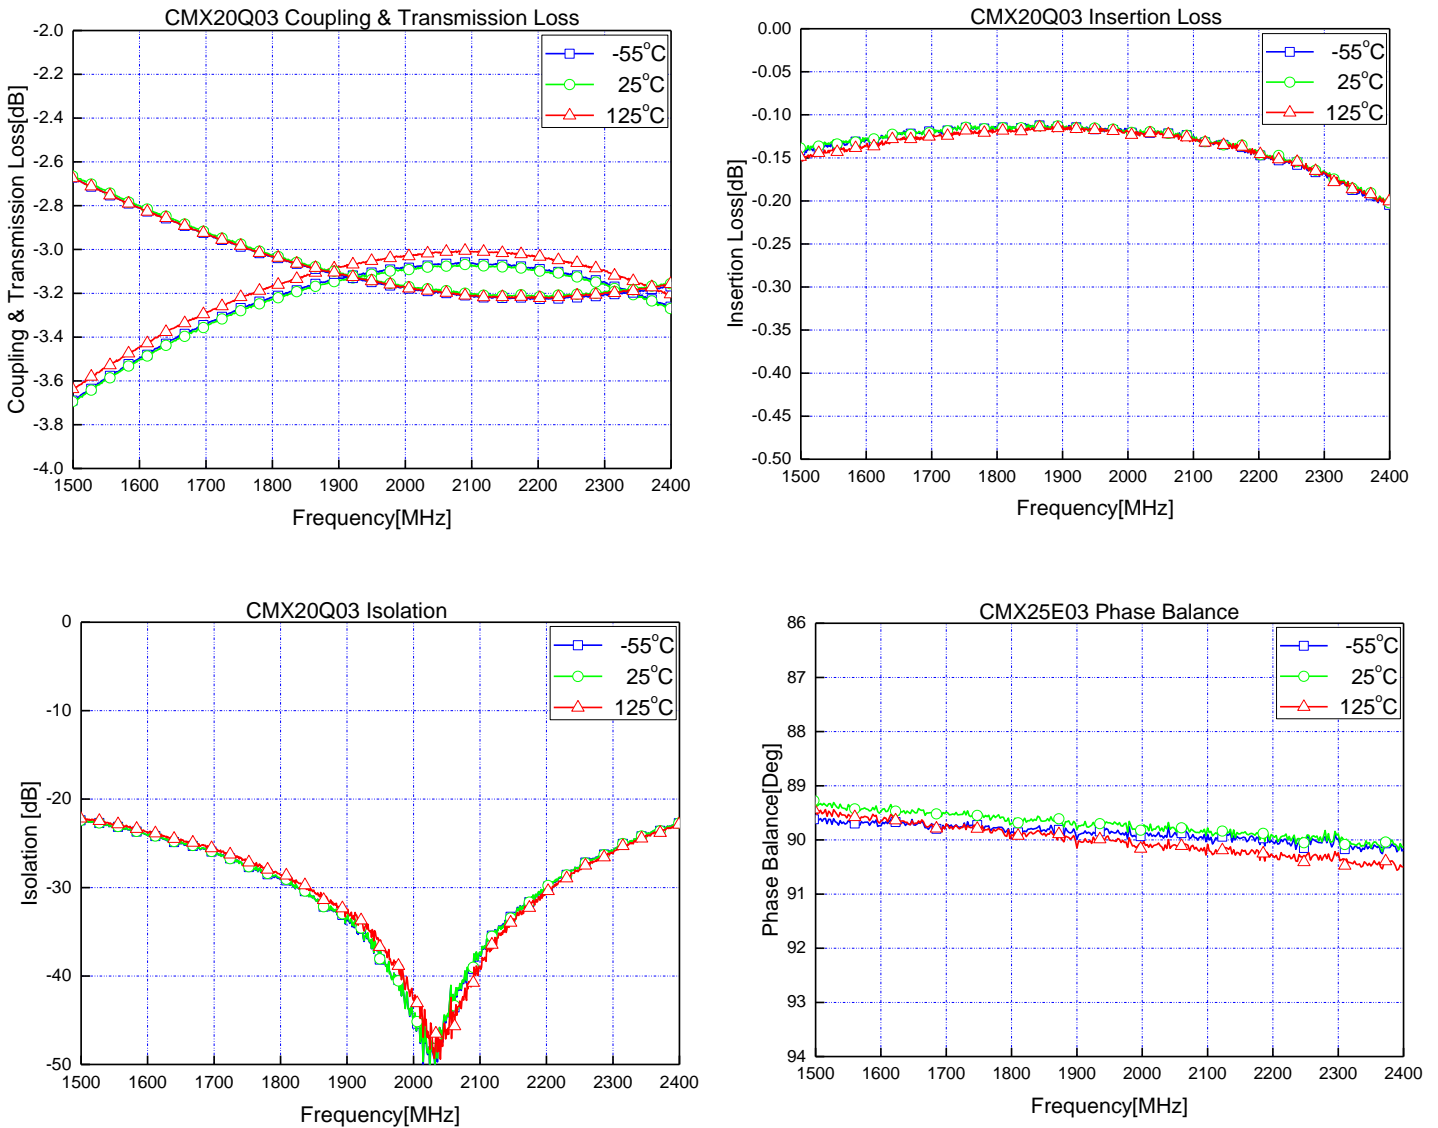 CMX20Q03 Coupling & Transmission Loss
-2.0
-2.2
-2.4
-2.6
-2.8
-3.0
-3.2
-3.4
-3.6
-3.8
-4.0
Coupling & Transmission Loss[dB]
-55°C
25°C
125°C
1500 1600 1700 1800 1900 2000 2100 2200 2300 2400
Frequency[MHz]
CMX20Q03 Insertion Loss
0.00
-0.05
-0.10
-0.15
-0.20
-0.25
-0.30
-0.35
-0.40
-0.45
-0.50
Insertion Loss[dB]
-55°C
25°C
125°C
1500 1600 1700 1800 1900 2000 2100 2200 2300 2400
Frequency[MHz]
CMX20Q03 Isolation
0
-10
-20
-30
-40
-50
Isolation [dB]
-55°C
25°C
125°C
1500 1600 1700 1800 1900 2000 2100 2200 2300 2400
Frequency[MHz]
CMX25E03 Phase Balance
86
87
88
89
90
91
92
93
94
Phase Balance[Deg]
-55°C
25°C
125°C
1500 1600 1700 1800 1900 2000 2100 2200 2300 2400
Frequency[MHz]